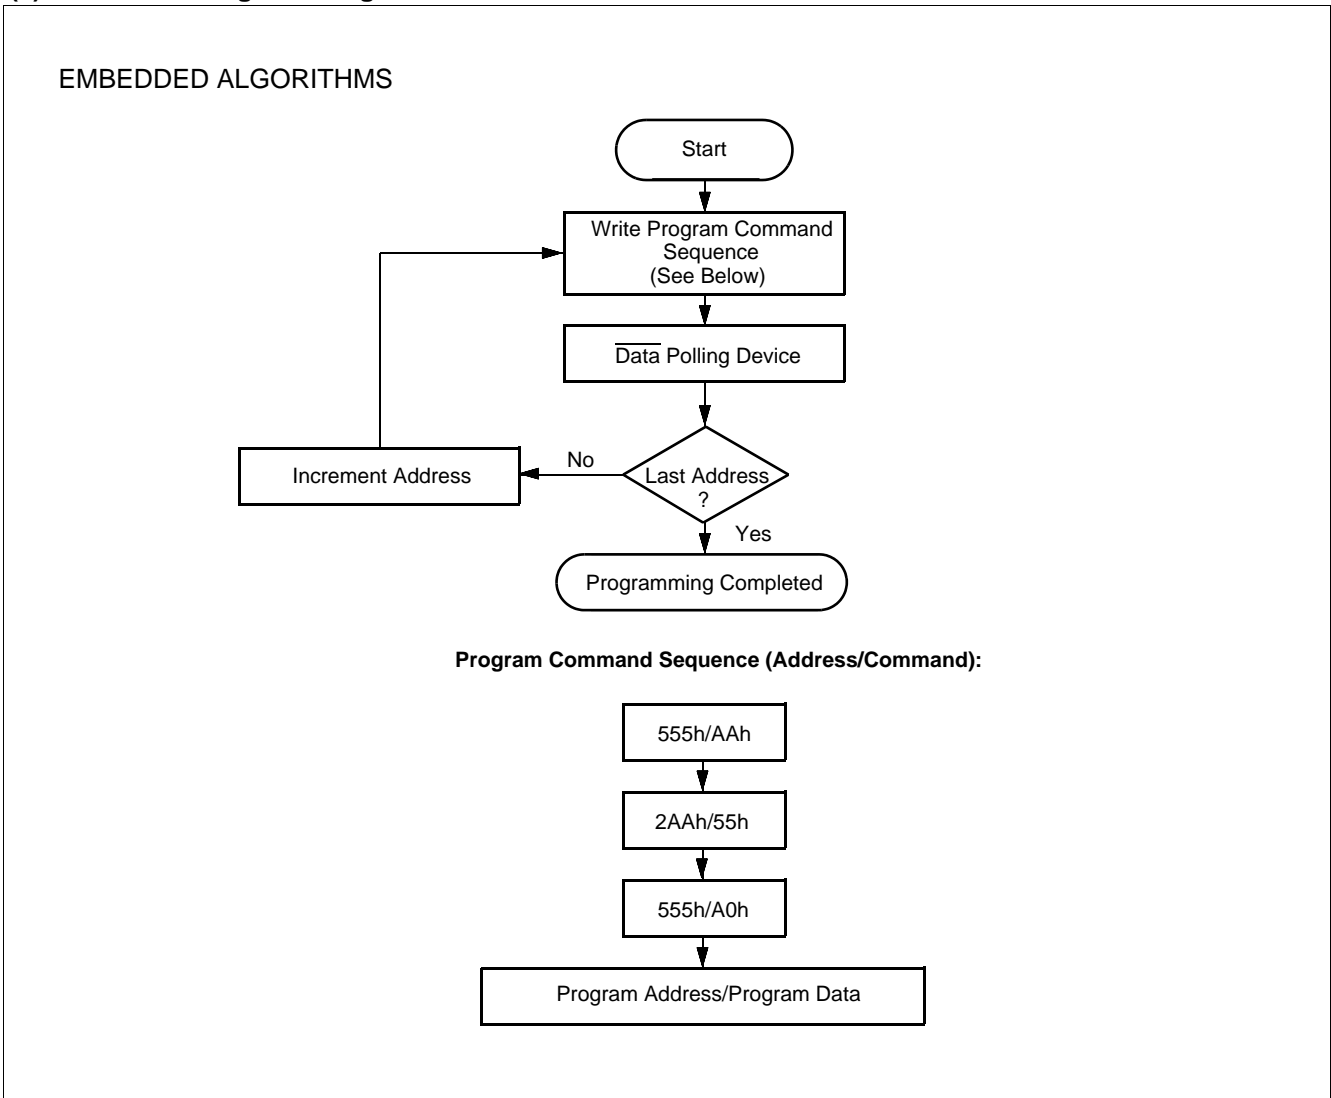 EMBEDDED ALGORITHMS
Start
Write Program Command
Sequence
(See Below)
Data Polling Device
No
Increment Address
Last Address
?
Yes
Programming Completed
Program Command Sequence (Address/Command):
555h/AAh
2AAh/55h
555h/A0h
Program Address/Program Data